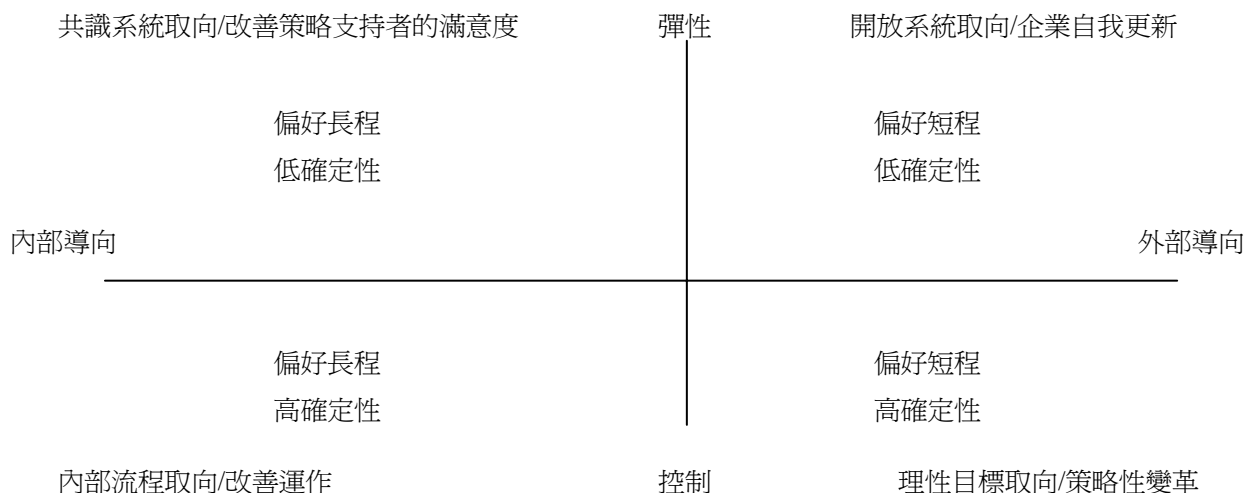 共識系統取向/改善策略支持者的滿意度 彈性 開放系統取向/企業自我更新
偏好長程 偏好短程
低確定性 低確定性
內部導向 外部導向
偏好長程 偏好短程
高確定性 高確定性
內部流程取向/改善運作 控制 理性目標取向/策略性變革